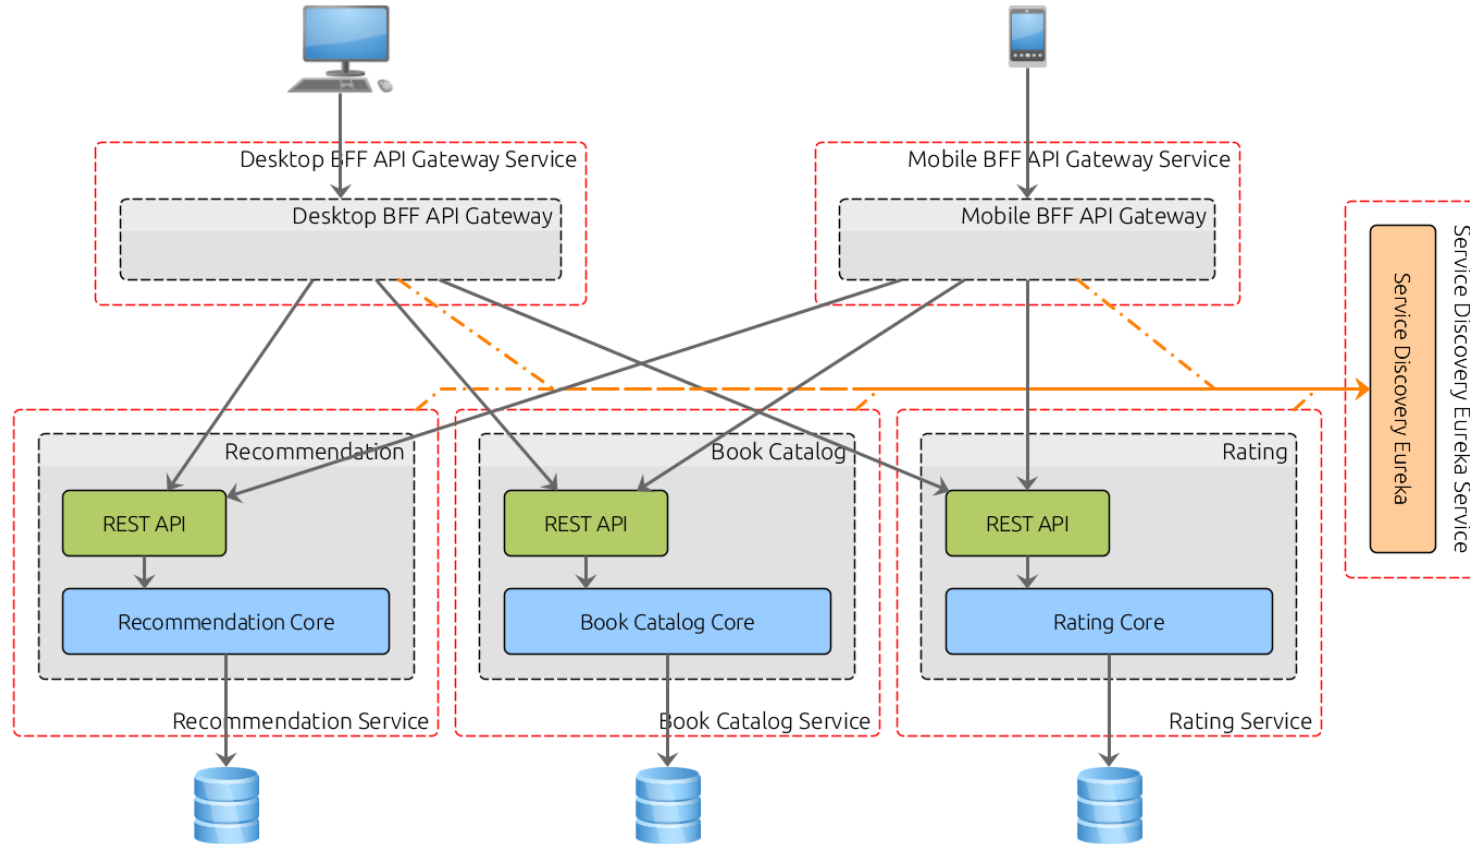 Desktop BFF API Gateway Service
Mobile BFF API Gateway Service
Desktop BFF API Gateway
Mobile BFF API Gateway
Service Discovery Eureka
Service Discovery Eureka Service
Recommendation
Book Catalog
Rating
REST API
REST API
REST API
Recommendation Core
Book Catalog Core
Rating Core
Recommendation Service
Book Catalog Service
Rating Service